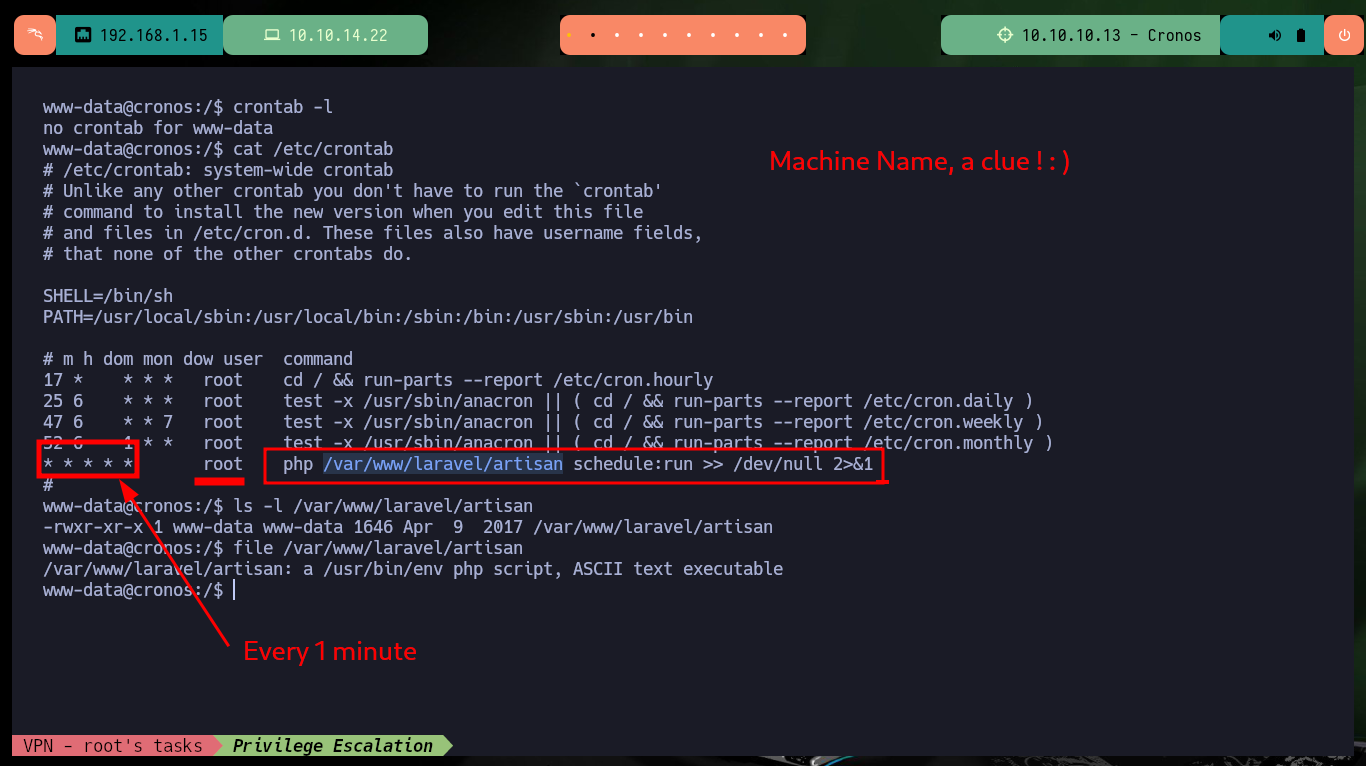 192.168.1.15 10.10.14.22 10.10.10.13 - Cronos
www-data@cronos:/$ crontab -l
no crontab for www-data
www-data@cronos:/$ cat /etc/crontab
Machine Name, a clue ! : )
# /etc/crontab: system-wide crontab
# Unlike any other crontab you don't have to run the `crontab'
# command to install the new version when you edit this file
# and files in /etc/cron.d. These files also have username fields,
# that none of the other crontabs do.
SHELL=/bin/sh
PATH=/usr/local/sbin:/usr/local/bin:/sbin:/bin:/usr/sbin:/usr/bin
# m h dom mon dow user  command
17 *    * * *   root    cd / && run-parts --report /etc/cron.hourly
25 6    * * *   root    test -x /usr/sbin/anacron || ( cd / && run-parts --report /etc/cron.daily )
47 6    * * 7   root    test -x /usr/sbin/anacron || ( cd / && run-parts --report /etc/cron.weekly )
52 6    1 * *   root    test -x /usr/sbin/anacron || ( cd / && run-parts --report /etc/cron.monthly )
* * * * *       root    php /var/www/laravel/artisan schedule:run >> /dev/null 2>&1
#
www-data@cronos:/$ ls -l /var/www/laravel/artisan
-rwxr-xr-x 1 www-data www-data 1646 Apr  9  2017 /var/www/laravel/artisan
www-data@cronos:/$ file /var/www/laravel/artisan
/var/www/laravel/artisan: a /usr/bin/env php script, ASCII text executable
www-data@cronos:/$
Every 1 minute
VPN - root's tasks Privilege Escalation